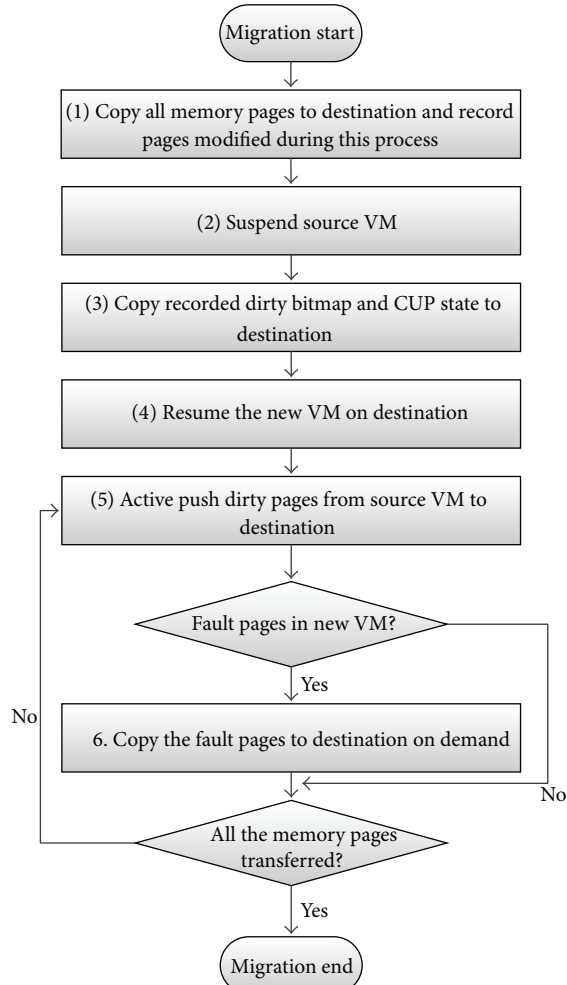 Migration start
(1) Copy all memory pages to destination and record
pages modified during this process
(2) Suspend source VM
(3) Copy recorded dirty bitmap and CUP state to
destination
(4) Resume the new VM on destination
(5) Active push dirty pages from source VM to
destination
Fault pages in new VM?
Yes
No
6. Copy the fault pages to destination on demand
No
All the memory pages
transferred?
Yes
Migration end